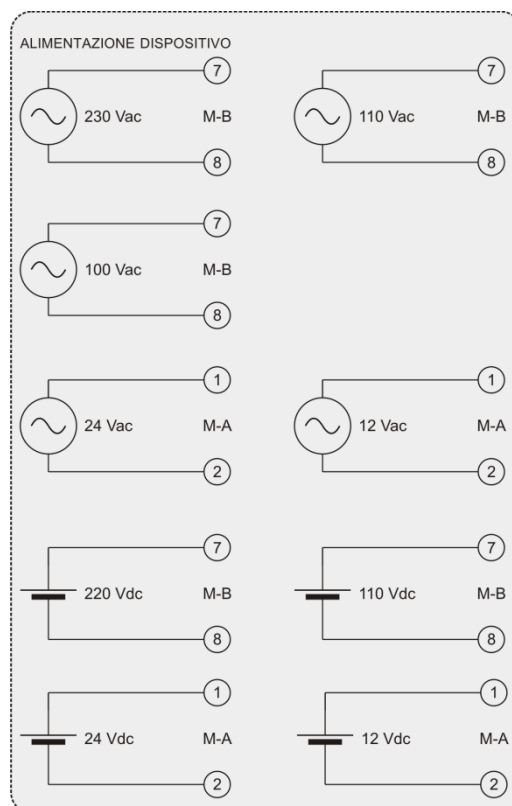 ALIMENTAZIONE DISPOSITIVO
7 7
230 Vac M-B 110 Vac M-B
8 8
7
100 Vac M-B
8
1 1
24 Vac M-A 12 Vac M-A
2 2
7 7
220 Vdc M-B 110 Vdc M-B
8 8
1 1
24 Vdc M-A 12 Vdc M-A
2 2